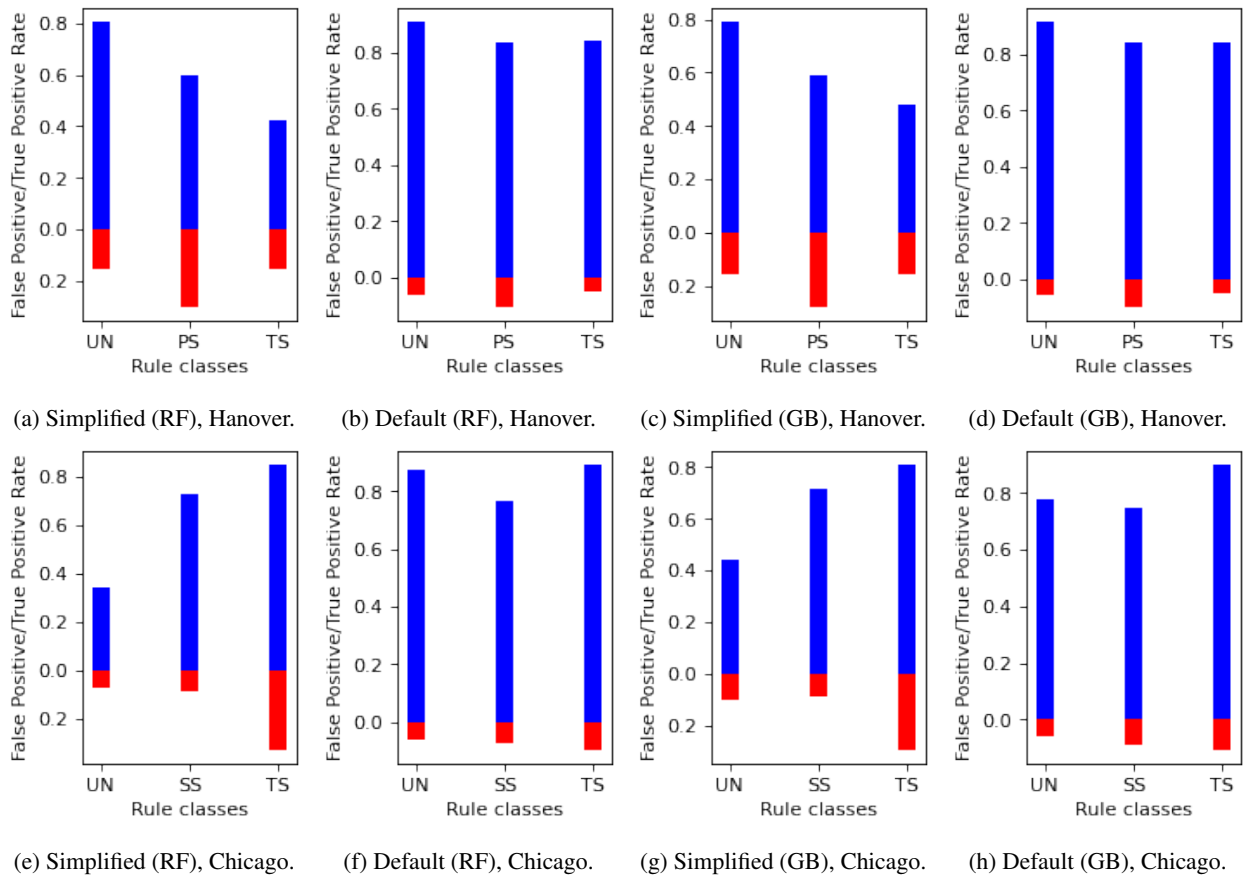 False Positive/True Positive Rate
0.8
0.6
0.4
0.2
0.0
0.2
UN PS TS
Rule classes
(a) Simplified (RF), Hanover.
False Positive/True Positive Rate
0.8
0.6
0.4
0.2
0.0
UN PS TS
Rule classes
(b) Default (RF), Hanover.
False Positive/True Positive Rate
0.8
0.6
0.4
0.2
0.0
0.2
UN PS TS
Rule classes
(c) Simplified (GB), Hanover.
False Positive/True Positive Rate
0.8
0.6
0.4
0.2
0.0
UN PS TS
Rule classes
(d) Default (GB), Hanover.
False Positive/True Positive Rate
0.8
0.6
0.4
0.2
0.0
0.2
UN SS TS
Rule classes
(e) Simplified (RF), Chicago.
False Positive/True Positive Rate
0.8
0.6
0.4
0.2
0.0
UN SS TS
Rule classes
(f) Default (RF), Chicago.
False Positive/True Positive Rate
0.8
0.6
0.4
0.2
0.0
0.2
UN SS TS
Rule classes
(g) Simplified (GB), Chicago.
False Positive/True Positive Rate
0.8
0.6
0.4
0.2
0.0
UN SS TS
Rule classes
(h) Default (GB), Chicago.